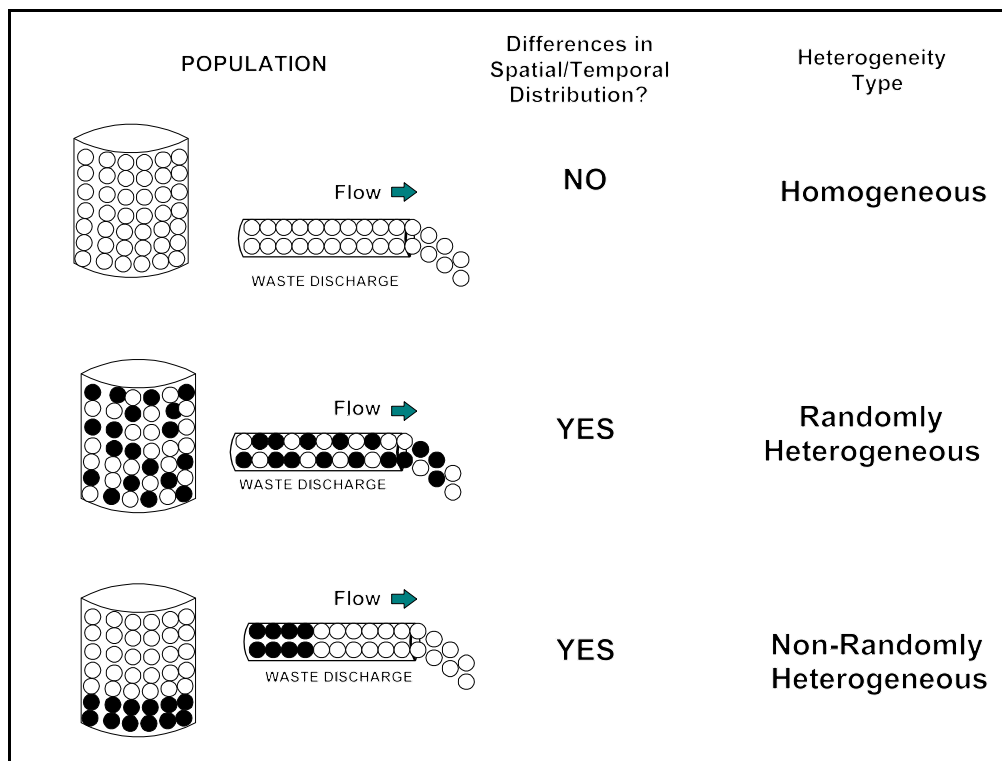 POPULATION
Differences in
Spatial/Temporal
Distribution?
Heterogeneity
Type
Flow
WASTE DISCHARGE
NO
Homogeneous
Flow
WASTE DISCHARGE
YES
Randomly
Heterogeneous
Flow
WASTE DISCHARGE
YES
Non-Randomly
Heterogeneous